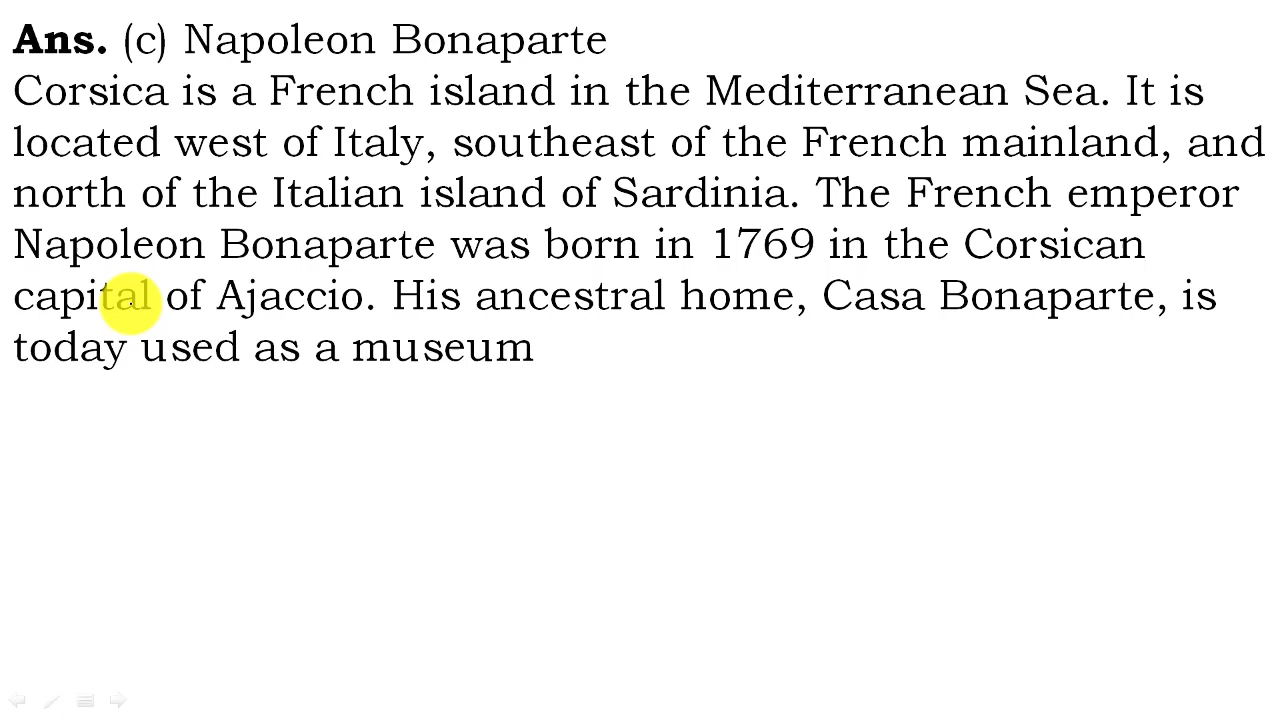 Ans. (c) Napoleon Bonaparte
Corsica is a French island in the Mediterranean Sea. It is
located west of Italy, southeast of the French mainland, and
north of the Italian island of Sardinia. The French emperor
Napoleon Bonaparte was born in 1769 in the Corsican
capital of Ajaccio. His ancestral home, Casa Bonaparte, is
today used as a museum